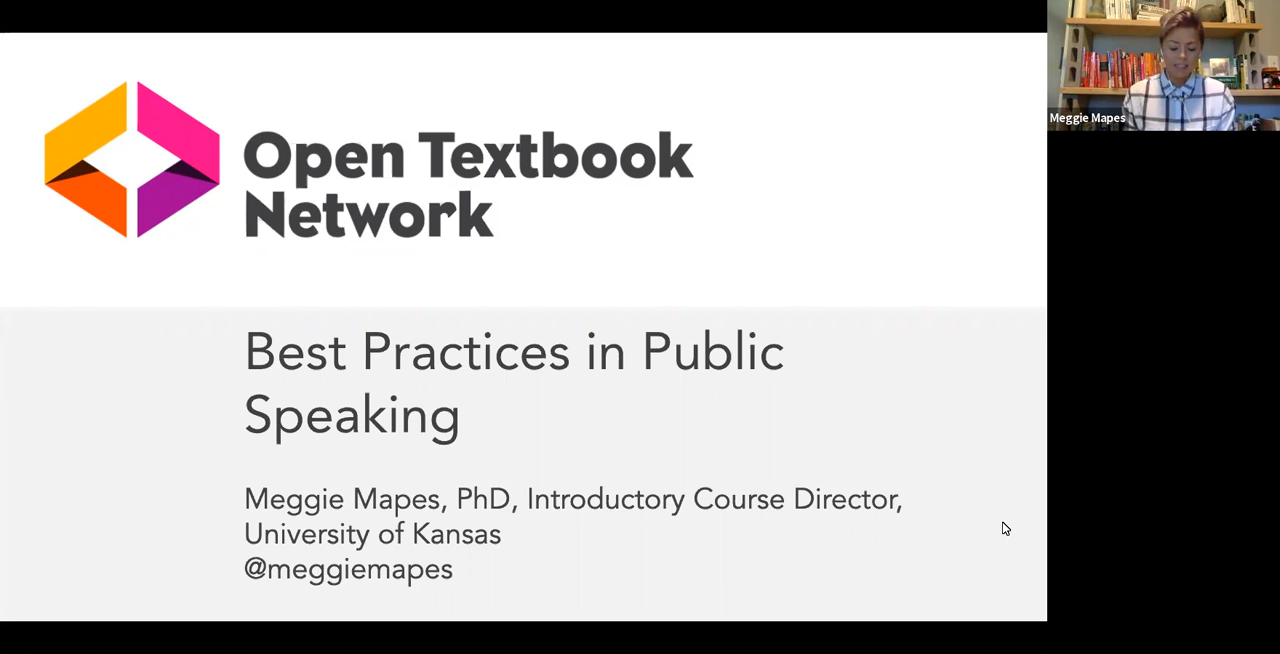 Open Textbook
Network
Meggie Mapes
Best Practices in Public
Speaking
Meggie Mapes, PhD, Introductory Course Director,
University of Kansas
@meggiemapes